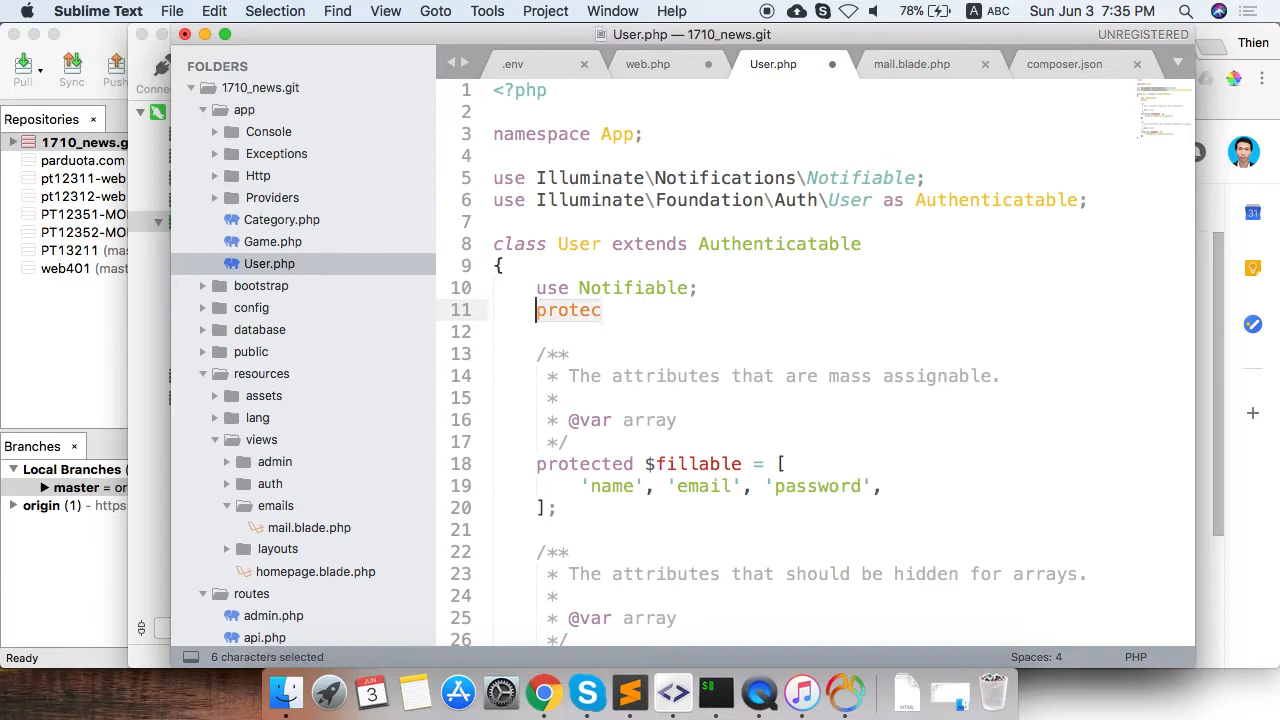 Sublime Text File Edit Selection Find View Goto Tools Project Window Help 78% A ABC Sun Jun 3 7:35 PM
User.php — 1710_news.git UNREGISTERED
Thien
Pull Sync Push Connec
FOLDERS
.env web.php User.php mail.blade.php composer.json
Repositories
1710_news.g
parduota.com
pt12311-web
pt12312-web
PT12351-MO
PT12352-MO
PT13211 (mas
web401 (mast
Branches
Local Branches (
master = or
origin (1) - https
Ready
1710_news.git
app
Console
Exceptions
Http
Providers
Category.php
Game.php
User.php
bootstrap
config
database
public
resources
assets
lang
views
admin
auth
emails
mail.blade.php
layouts
homepage.blade.php
routes
admin.php
api.php
1 <?php
2
3 namespace App;
4
5 use Illuminate\Notifications\Notifiable;
6 use Illuminate\Foundation\Auth\User as Authenticatable;
7
8 class User extends Authenticatable
9 {
10 use Notifiable;
11 protec
12
13 /**
14 * The attributes that are mass assignable.
15 *
16 * @var array
17 */
18 protected $fillable = [
19 'name', 'email', 'password',
20 ];
21
22 /**
23 * The attributes that should be hidden for arrays.
24 *
25 * @var array
26 */
31
6 characters selected Spaces: 4 PHP
JUN
3
$
HTML